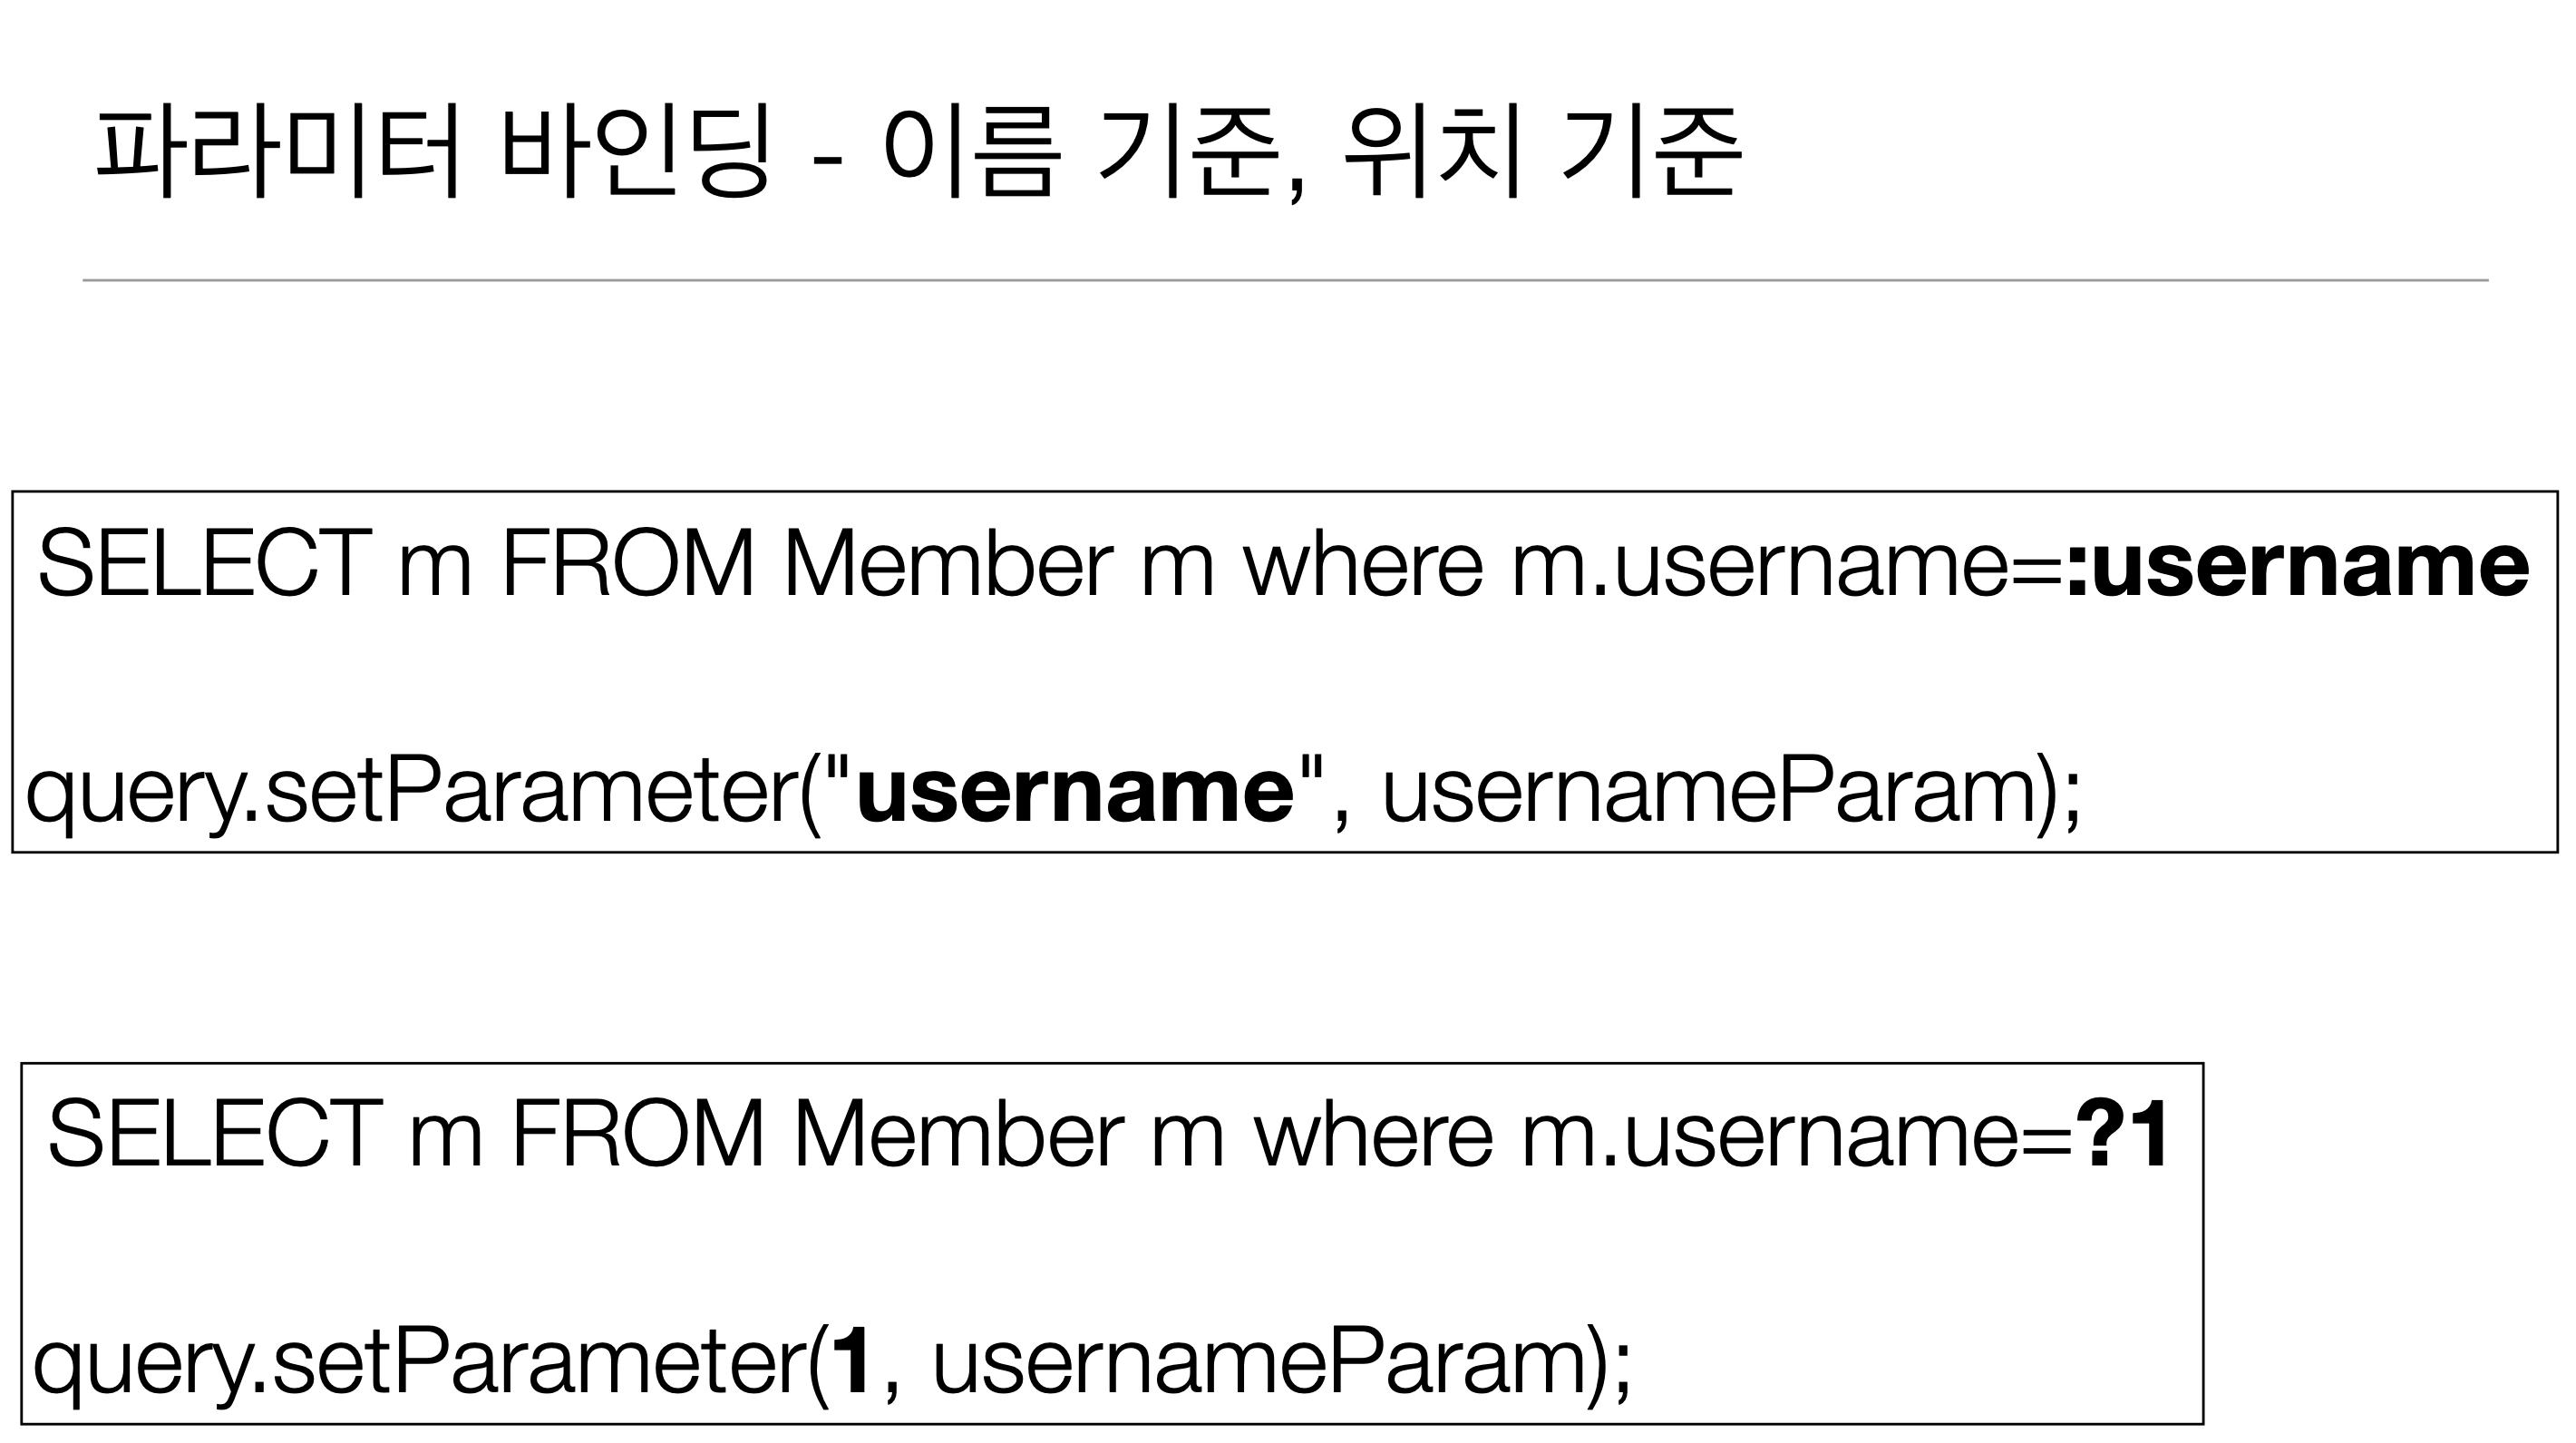 파라미터 바인딩 - 이름 기준, 위치 기준
SELECT m FROM Member m where m.username=:username
query.setParameter("username", usernameParam);
SELECT m FROM Member m where m.username=?1
query.setParameter(1, usernameParam);